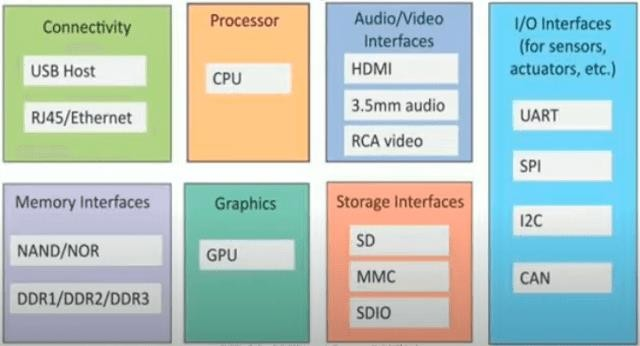 Connectivity
USB Host
RJ45/Ethernet
Processor
CPU
Audio/Video
Interfaces
HDMI
3.5mm audio
RCA video
I/O Interfaces
(for sensors,
actuators, etc.)
UART
SPI
I2C
CAN
Memory Interfaces
NAND/NOR
DDR1/DDR2/DDR3
Graphics
GPU
Storage Interfaces
SD
MMC
SDIO